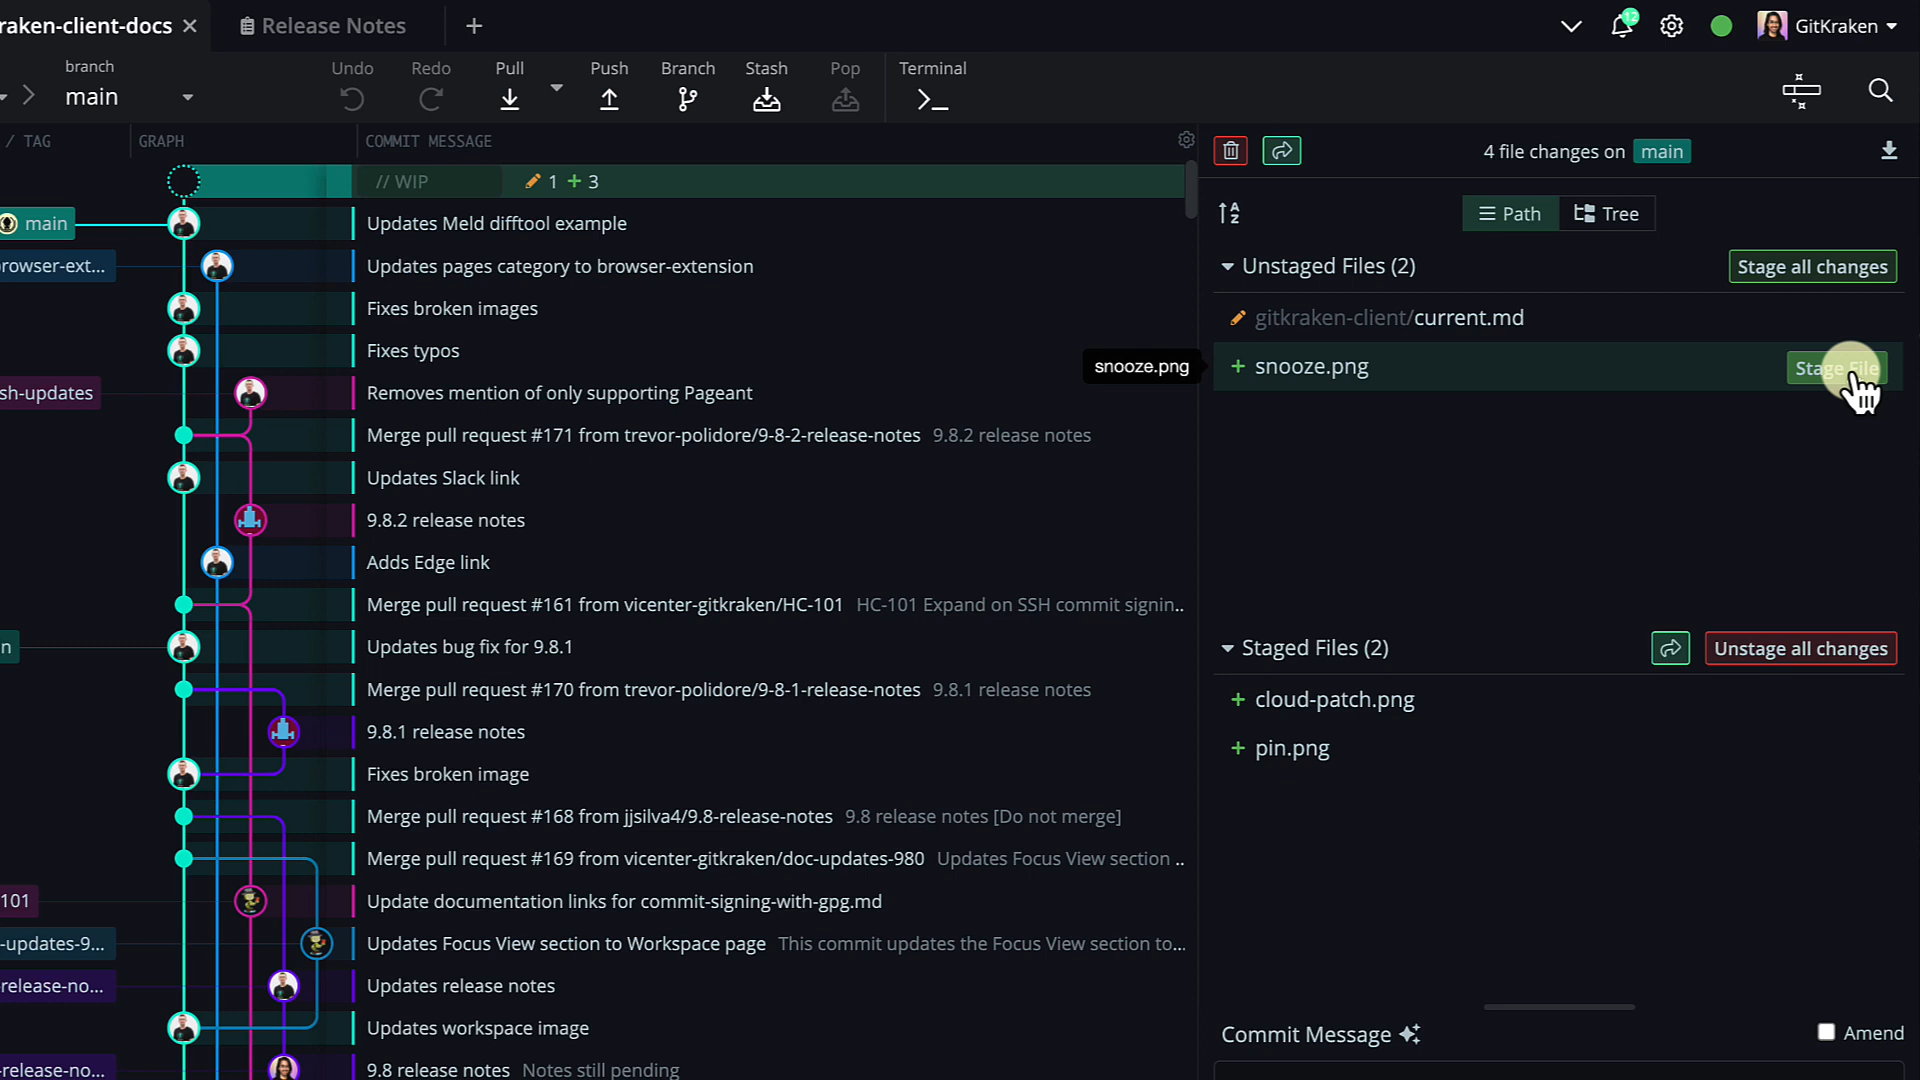 raken-client-docs
Release Notes
12
GitKraken
branch
main
Undo
Redo
Pull
Push
Branch
Stash
Pop
Terminal
/ TAG
GRAPH
COMMIT MESSAGE
4 file changes on main
// WIP
1 + 3
main
Updates Meld difftool example
Path
Tree
rowser-ext...
Updates pages category to browser-extension
Unstaged Files (2)
Stage all changes
Fixes broken images
gitkraken-client/current.md
Fixes typos
snooze.png
+ snooze.png
Stage File
sh-updates
Removes mention of only supporting Pageant
Merge pull request #171 from trevor-polidore/9-8-2-release-notes 9.8.2 release notes
Updates Slack link
9.8.2 release notes
Adds Edge link
Merge pull request #161 from vicenter-gitkraken/HC-101 HC-101 Expand on SSH commit signin..
n
Updates bug fix for 9.8.1
Staged Files (2)
Unstage all changes
Merge pull request #170 from trevor-polidore/9-8-1-release-notes 9.8.1 release notes
+ cloud-patch.png
9.8.1 release notes
+ pin.png
Fixes broken image
Merge pull request #168 from jjsilva4/9.8-release-notes 9.8 release notes [Do not merge]
Merge pull request #169 from vicenter-gitkraken/doc-updates-980 Updates Focus View section ..
101
Update documentation links for commit-signing-with-gpg.md
-updates-9...
Updates Focus View section to Workspace page This commit updates the Focus View section to...
release-no...
Updates release notes
Updates workspace image
Commit Message
Amend
-release-no...
9.8 release notes Notes still pending